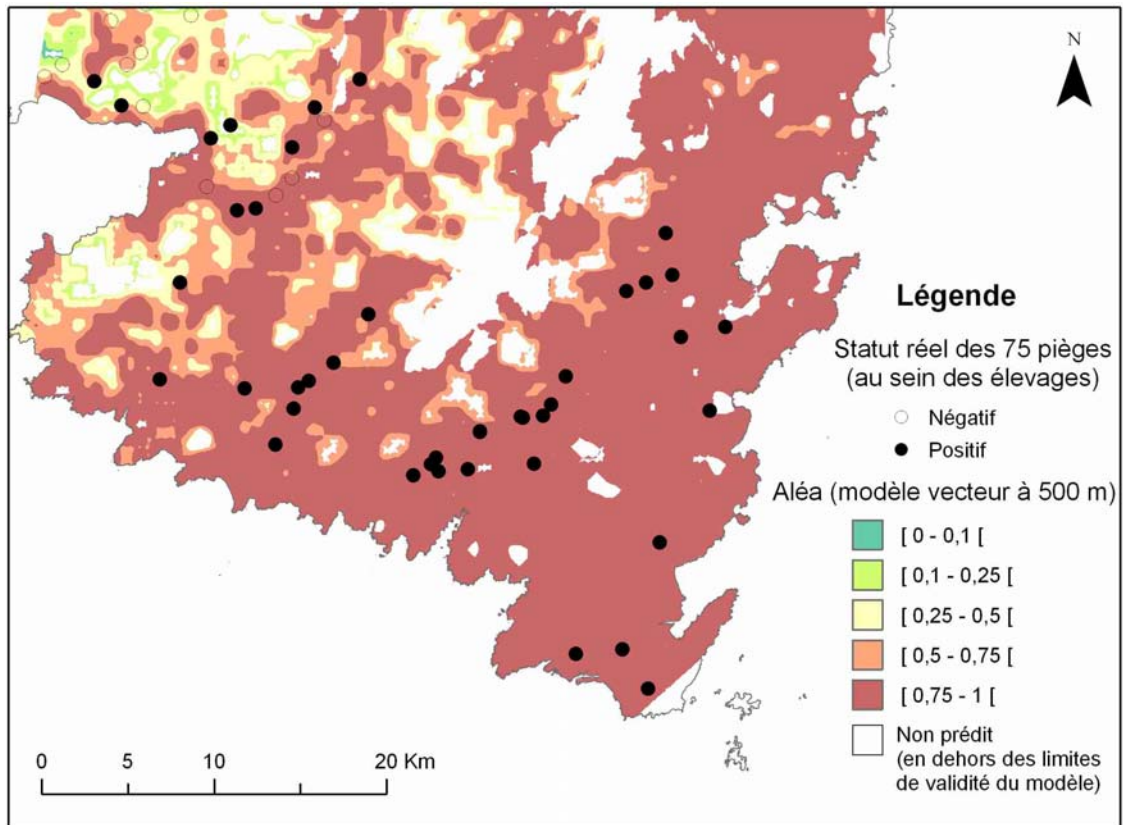 N
Légende
Statut réel des 75 pièges
(au sein des élevages)
Négatif
Positif
Aléa (modèle vecteur à 500 m)
[ 0 - 0,1 [
[ 0,1 - 0,25 [
[ 0,25 - 0,5 [
[ 0,5 - 0,75 [
[ 0,75 - 1 [
Non prédit
(en dehors des limites
de validité du modèle)
0 5 10 20 Km